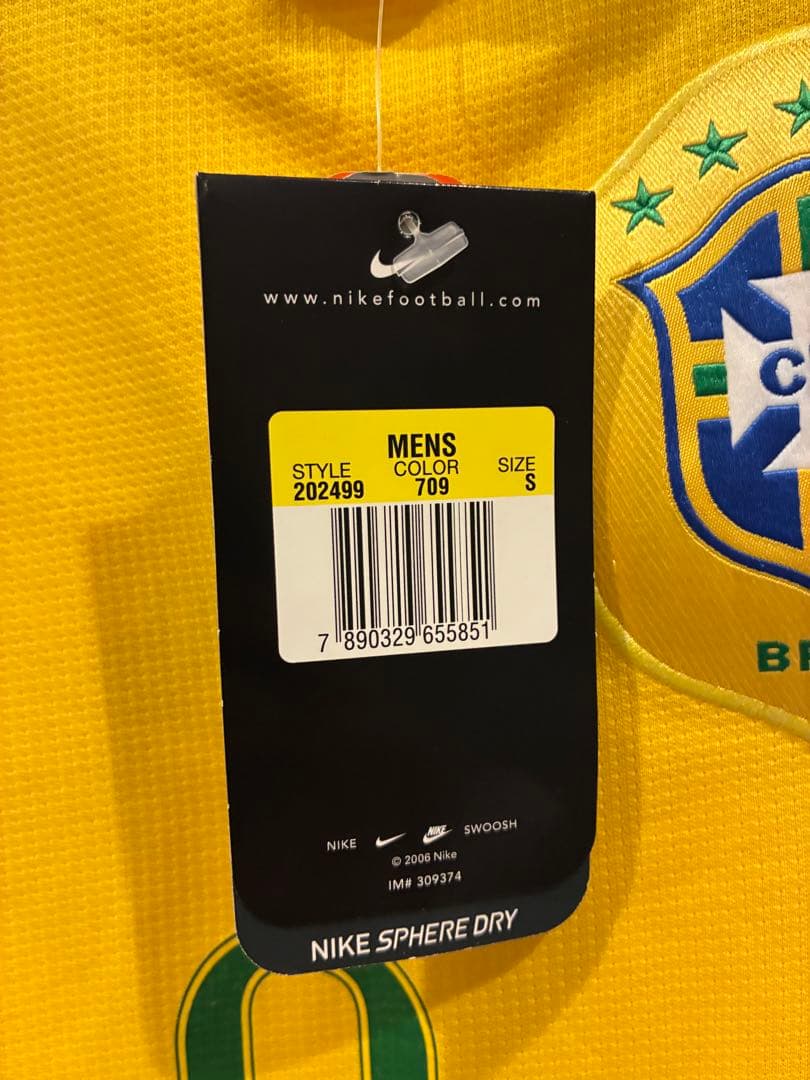 www.nikefootball.com
MENS
STYLE COLOR SIZE
202499 709 S
7 890329 655851
NIKE NIKE SWOOSH
© 2006 Nike
IM# 309374
NIKE SPHERE DRY